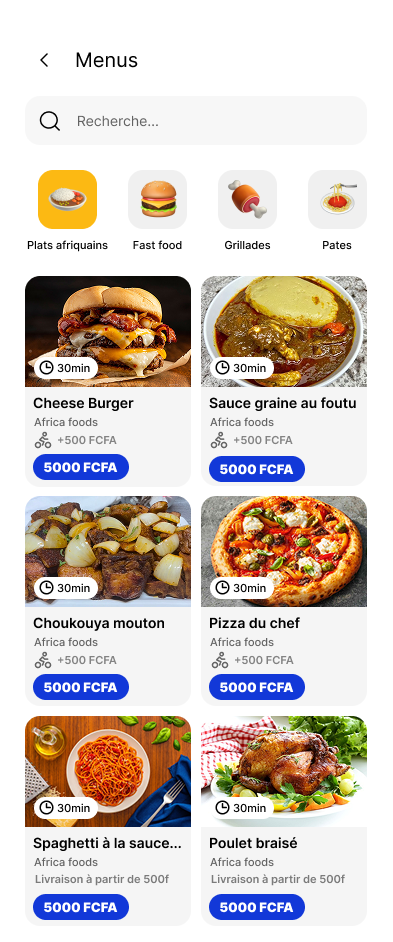 Menus
Recherche...
Plats afriquains
Fast food
Grillades
Pates
30min
30min
Cheese Burger
Sauce graine au foutu
Africa foods
Africa foods
+500 FCFA
+500 FCFA
5000 FCFA
5000 FCFA
30min
30min
Choukouya mouton
Pizza du chef
Africa foods
Africa foods
+500 FCFA
+500 FCFA
5000 FCFA
5000 FCFA
30min
30min
Spaghetti à la sauce...
Poulet braisé
Africa foods
Africa foods
Livraison à partir de 500f
Livraison à partir de 500f
5000 FCFA
5000 FCFA